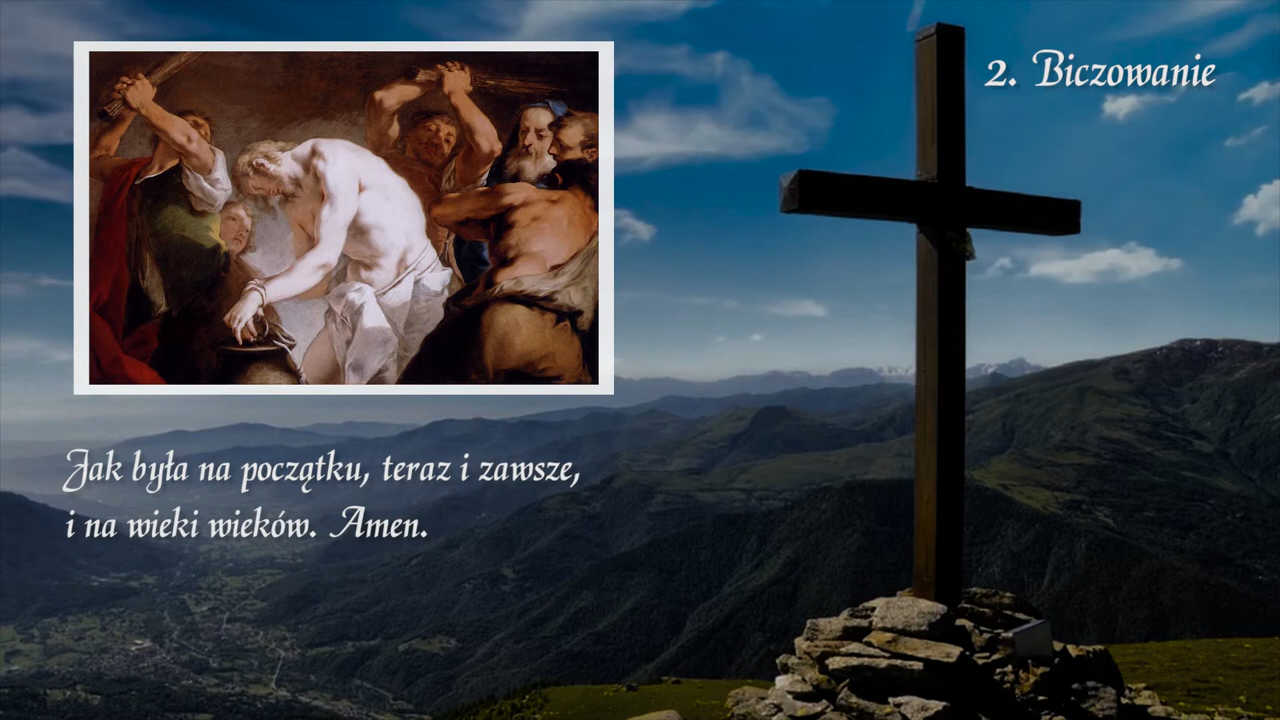 2. Biczowanie
Jak była na początku, teraz i zawsze,
i na wieki wieków. Amen.